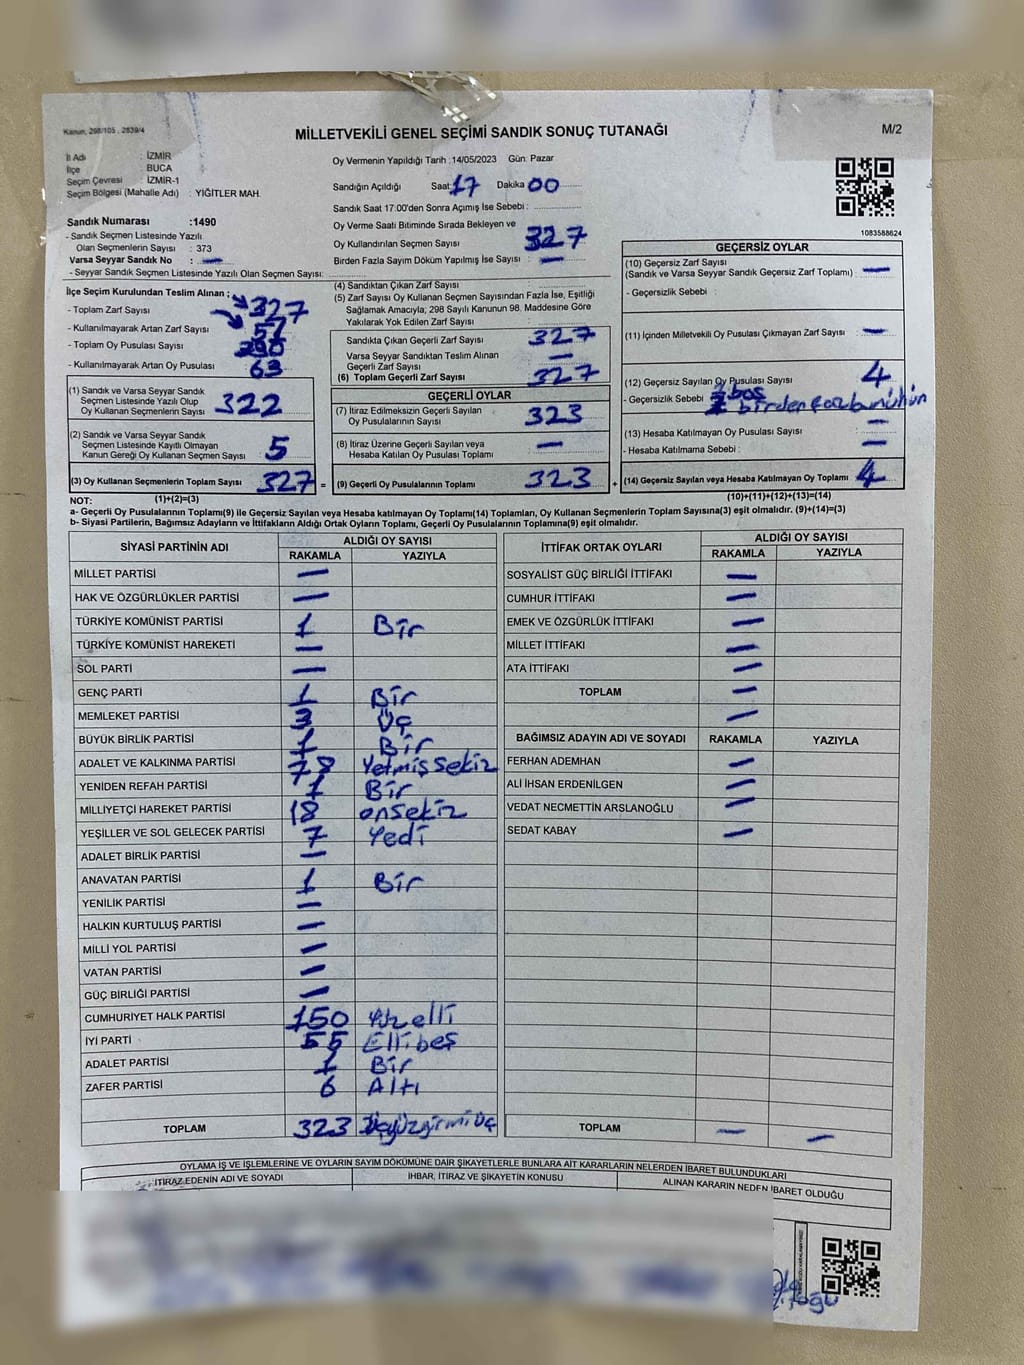 Kanun, 298/105 , 2839/4
MİLLETVEKİLİ GENEL SEÇİMİ SANDIK SONUÇ TUTANAĞI
M/2
İl Adı : İZMİR
İlçe : BUCA
Seçim Çevresi : İZMİR-1
Seçim Bölgesi (Mahalle Adı) : YİĞİTLER MAH.
Sandık Numarası :1490
- Sandık Seçmen Listesinde Yazılı
Olan Seçmenlerin Sayısı : 373
Varsa Seyyar Sandık No : —
- Seyyar Sandık Seçmen Listesinde Yazılı Olan Seçmen Sayısı:
Oy Vermenin Yapıldığı Tarih :14/05/2023 Gün: Pazar
Sandığın Açıldığı Saat: 17 Dakika 00
Sandık Saat 17:00'den Sonra Açımış İse Sebebi :
Oy Verme Saati Bitiminde Sırada Bekleyen ve
Oy Kullandırılan Seçmen Sayısı 327
Birden Fazla Sayım Döküm Yapılmış İse Sayısı : —
1083588624
İlçe Seçim Kurulundan Teslim Alınan :
- Toplam Zarf Sayısı 327
- Kullanılmayarak Artan Zarf Sayısı 57
- Toplam Oy Pusulası Sayısı
- Kullanılmayarak Artan Oy Pusulası 63
(1) Sandık ve Varsa Seyyar Sandık
Seçmen Listesinde Yazılı Olup
Oy Kullanan Seçmenlerin Sayısı 322
(2) Sandık ve Varsa Seyyar Sandık
Seçmen Listesinde Kayıtlı Olmayan
Kanun Gereği Oy Kullanan Seçmen Sayısı 5
(3) Oy Kullanan Seçmenlerin Toplam Sayısı 327 =
(4) Sandıktan Çıkan Zarf Sayısı :
(5) Zarf Sayısı Oy Kullanan Seçmen Sayısından Fazla İse, Eşitliği
Sağlamak Amacıyla, 298 Sayılı Kanunun 98. Maddesine Göre
Yakılarak Yok Edilen Zarf Sayısı :
Sandıkta Çıkan Geçerli Zarf Sayısı 327
Varsa Seyyar Sandıktan Teslim Alınan
Geçerli Zarf Sayısı —
(6) Toplam Geçerli Zarf Sayısı 327
GEÇERLİ OYLAR
(7) İtiraz Edilmeksizin Geçerli Sayılan
Oy Pusulalarının Sayısı 323
(8) İtiraz Üzerine Geçerli Sayılan veya
Hesaba Katılan Oy Pusulası Toplamı —
(9) Geçerli Oy Pusulalarının Toplamı 323 +
GEÇERSİZ OYLAR
(10) Geçersiz Zarf Sayısı
(Sandık ve Varsa Seyyar Sandık Geçersiz Zarf Toplamı) : —
- Geçersizlik Sebebi :
(11) İçinden Milletvekili Oy Pusulası Çıkmayan Zarf Sayısı —
(12) Geçersiz Sayılan Oy Pusulası Sayısı 4
- Geçersizlik Sebebi boş
(13) Hesaba Katılmayan Oy Pusulası Sayısı : —
- Hesaba Katılmama Sebebi : —
(14) Geçersiz Sayılan veya Hesaba Katılmayan Oy Toplamı 4
NOT: (1)+(2)=(3) (10)+(11)+(12)+(13)=(14)
a- Geçerli Oy Pusulalarının Toplamı(9) ile Geçersiz Sayılan veya Hesaba katılmayan Oy Toplamı(14) Toplamları, Oy Kullanan Seçmenlerin Toplam Sayısına(3) eşit olmalıdır. (9)+(14)=(3)
b- Siyasi Partilerin, Bağımsız Adayların ve İttifakların Aldığı Ortak Oyların Toplamı, Geçerli Oy Pusulalarının Toplamına(9) eşit olmalıdır.
SİYASİ PARTİNİN ADI ALDIĞI OY SAYISI
RAKAMLA YAZIYLA
MİLLET PARTİSİ —
HAK VE ÖZGÜRLÜKLER PARTİSİ —
TÜRKİYE KOMÜNİST PARTİSİ 1 Bir
TÜRKİYE KOMÜNİST HAREKETİ —
SOL PARTİ —
GENÇ PARTİ 1 Bir
MEMLEKET PARTİSİ 3 Üç
BÜYÜK BİRLİK PARTİSİ 1 Bir
ADALET VE KALKINMA PARTİSİ 78 Yetmiş sekiz
YENİDEN REFAH PARTİSİ 1 Bir
MİLLİYETÇİ HAREKET PARTİSİ 18 onsekiz
YEŞİLLER VE SOL GELECEK PARTİSİ 7 Yedi
ADALET BİRLİK PARTİSİ —
ANAVATAN PARTİSİ 1 Bir
YENİLİK PARTİSİ —
HALKIN KURTULUŞ PARTİSİ —
MİLLİ YOL PARTİSİ —
VATAN PARTİSİ —
GÜÇ BİRLİĞİ PARTİSİ —
CUMHURİYET HALK PARTİSİ 150 Yüz elli
İYİ PARTİ 55 Elli beş
ADALET PARTİSİ 1 Bir
ZAFER PARTİSİ 6 Altı
TOPLAM 323 Üçyüzyirmi üç
İTTİFAK ORTAK OYLARI ALDIĞI OY SAYISI
RAKAMLA YAZIYLA
SOSYALİST GÜÇ BİRLİĞİ İTTİFAKI —
CUMHUR İTTİFAKI —
EMEK VE ÖZGÜRLÜK İTTİFAKI —
MİLLET İTTİFAKI —
ATA İTTİFAKI —
TOPLAM —
—
BAĞIMSIZ ADAYIN ADI VE SOYADI RAKAMLA YAZIYLA
FERHAN ADEMHAN —
ALİ İHSAN ERDENİLGEN —
VEDAT NECMETTİN ARSLANOĞLU —
SEDAT KABAY —
TOPLAM — —
OYLAMA İŞ VE İŞLEMLERİNE VE OYLARIN SAYIM DÖKÜMÜNE DAİR ŞİKAYETLERLE BUNLARA AİT KARARLARIN NELERDEN İBARET BULUNDUKLARI
İTİRAZ EDENİN ADI VE SOYADI İHBAR, İTİRAZ VE ŞİKAYETİN KONUSU ALINAN KARARIN NEDEN İBARET OLDUĞU